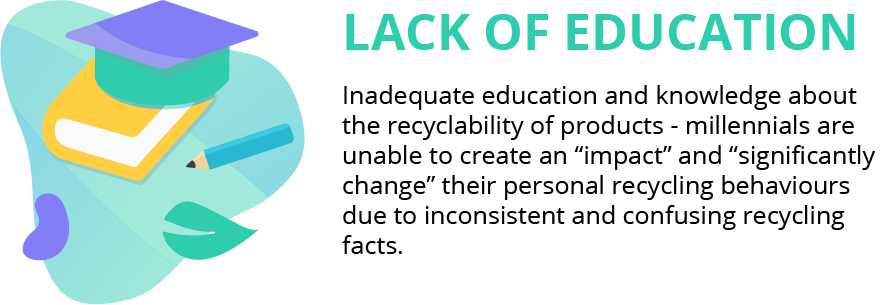 LACK OF EDUCATION
Inadequate education and knowledge about
the recyclability of products - millennials are
unable to create an “impact” and “significantly
change” their personal recycling behaviours
due to inconsistent and confusing recycling
facts.